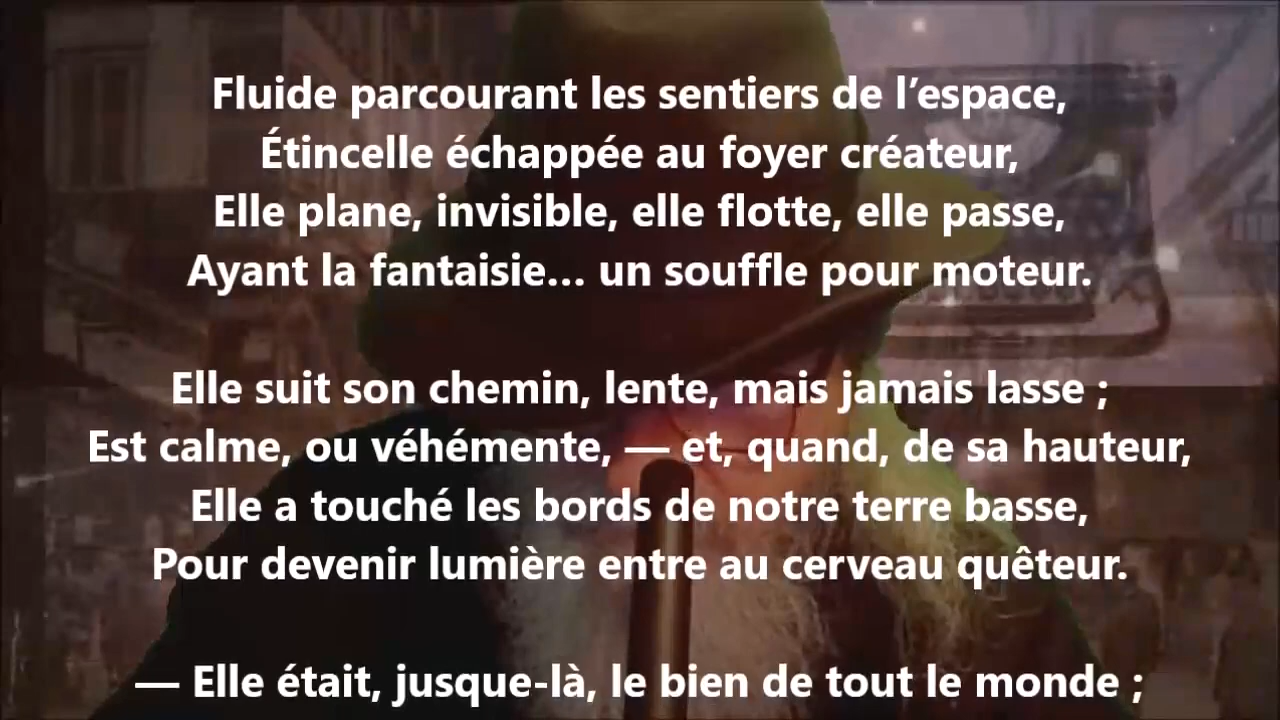 Fluide parcourant les sentiers de l’espace,
Étincelle échappée au foyer créateur,
Elle plane, invisible, elle flotte, elle passe,
Ayant la fantaisie… un souffle pour moteur.
Elle suit son chemin, lente, mais jamais lasse ;
Est calme, ou véhémente, — et, quand, de sa hauteur,
Elle a touché les bords de notre terre basse,
Pour devenir lumière entre au cerveau quêteur.
— Elle était, jusque-là, le bien de tout le monde ;